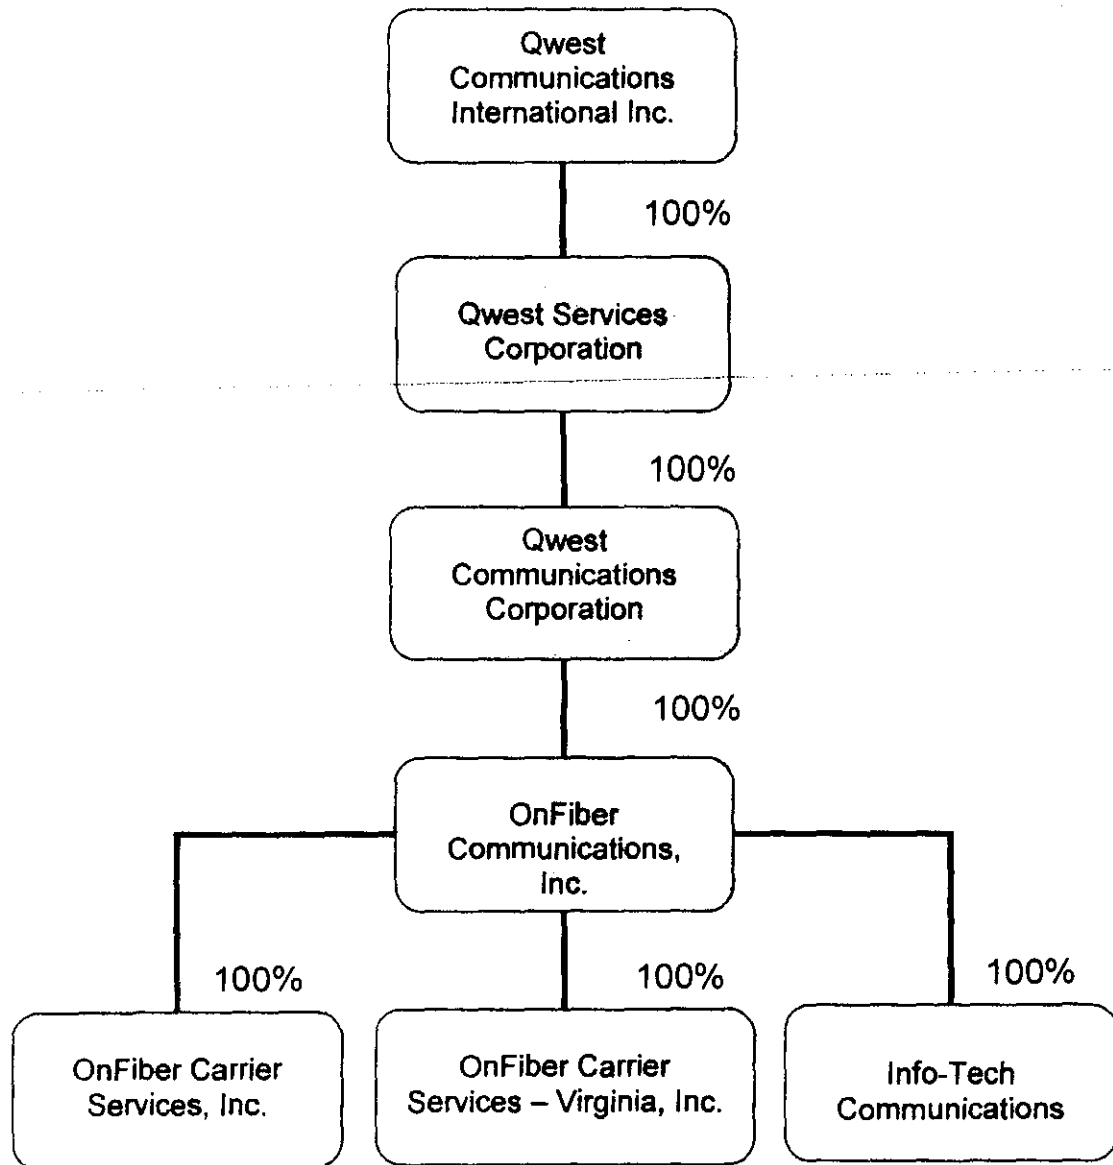 Qwest
Communications
International Inc.
100%
Qwest Services
Corporation
100%
Qwest
Communications
Corporation
100%
OnFiber
Communications,
Inc.
100%
100%
100%
OnFiber Carrier
Services, Inc.
OnFiber Carrier
Services – Virginia, Inc.
Info-Tech
Communications